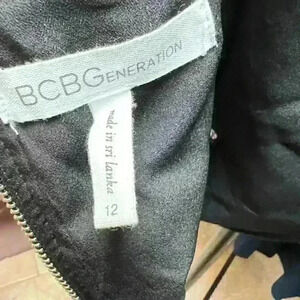 BCBGENERATION
made in sri lanka
12